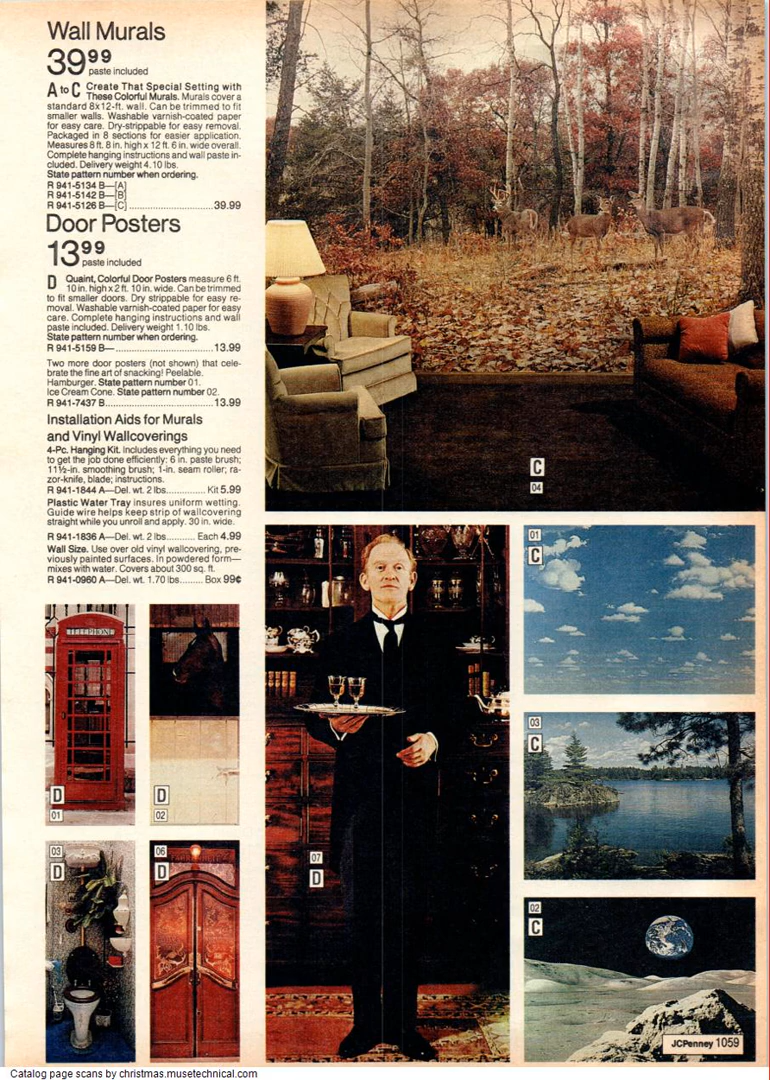 Wall Murals
39⁹⁹
paste included
A to C Create That Special Setting with
These Colorful Murals. Murals cover a
standard 8x12-ft. wall. Can be trimmed to fit
smaller walls. Washable varnish-coated paper
for easy care. Dry-strippable for easy removal.
Packaged in 8 sections for easier application.
Measures 8 ft. 8 in. high x 12 ft. 6 in. wide overall.
Complete hanging instructions and wall paste in-
cluded. Delivery weight 4.10 lbs.
State pattern number when ordering.
R 941-5134 B—[A]
R 941-5142 B—[B]
R 941-5126 B—[C] ........................39.99
Door Posters
13⁹⁹
paste included
D Quaint, Colorful Door Posters measure 6 ft.
10 in. high x 2 ft. 10 in. wide. Can be trimmed
to fit smaller doors. Dry strippable for easy re-
moval. Washable varnish-coated paper for easy
care. Complete hanging instructions and wall
paste included. Delivery weight 1.10 lbs.
State pattern number when ordering.
R 941-5159 B— ........................13.99
Two more door posters (not shown) that cele-
brate the fine art of snacking! Peelable.
Hamburger. State pattern number 01.
Ice Cream Cone. State pattern number 02.
R 941-7437 B........................13.99
Installation Aids for Murals
and Vinyl Wallcoverings
4-Pc. Hanging Kit. Includes everything you need
to get the job done efficiently: 6 in. paste brush;
11½-in. smoothing brush; 1-in. seam roller; ra-
zor-knife, blade; instructions.
R 941-1844 A—Del. wt. 2 lbs.............. Kit 5.99
Plastic Water Tray insures uniform wetting.
Guide wire helps keep strip of wallcovering
straight while you unroll and apply. 30 in. wide.
R 941-1836 A—Del. wt. 2 lbs........... Each 4.99
Wall Size. Use over old vinyl wallcovering, pre-
viously painted surfaces. In powdered form—
mixes with water. Covers about 300 sq. ft.
R 941-0960 A—Del. wt. 1.70 lbs......... Box 99¢
C
04
TELEPHONE
D
01
D
02
03
D
06
D
07
D
01
C
03
C
02
C
JCPenney 1059
Catalog page scans by christmas.musetechnical.com